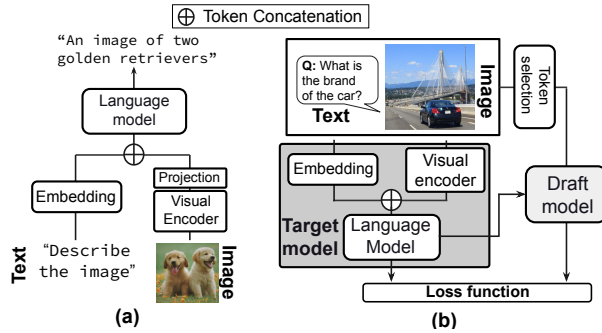 ⊕ Token Concatenation
“An image of two
golden retrievers”
Language
model
Embedding
Projection
Visual
Encoder
Text
“Describe
the image”
Image
(a)
Q: What is
the brand
of the car?
Text
Image
Token
selection
Embedding
Visual
encoder
Target
model
Language
Model
Draft
model
Loss function
(b)